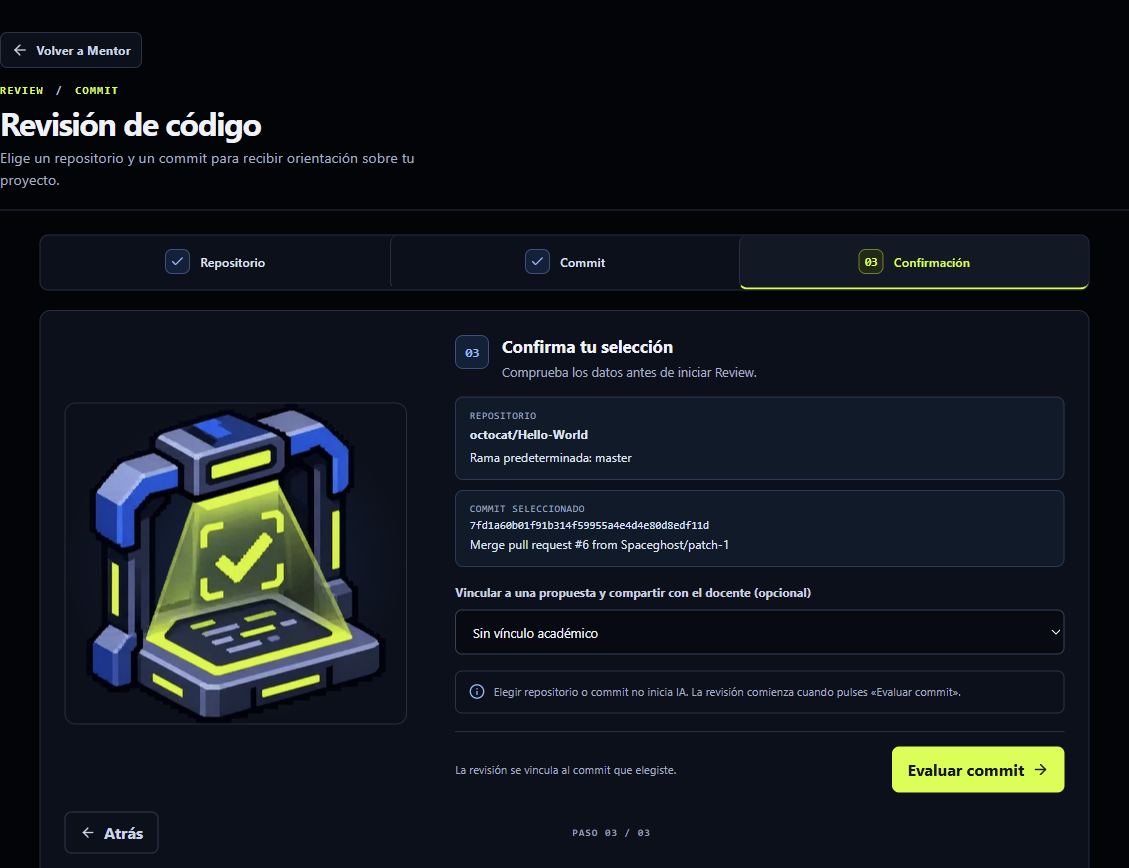 ← Volver a Mentor
REVIEW / COMMIT
Revisión de código
Elige un repositorio y un commit para recibir orientación sobre tu
proyecto.
Repositorio
Commit
03 Confirmación
03 Confirma tu selección
Comprueba los datos antes de iniciar Review.
REPOSITORIO
octocat/Hello-World
Rama predeterminada: master
COMMIT SELECCIONADO
7fd1a60b01f91b314f59955a4e4d4e80d8edf11d
Merge pull request #6 from Spaceghost/patch-1
Vincular a una propuesta y compartir con el docente (opcional)
Sin vínculo académico
Elegir repositorio o commit no inicia IA. La revisión comienza cuando pulses «Evaluar commit».
La revisión se vincula al commit que elegiste.
Evaluar commit →
← Atrás
PASO 03 / 03